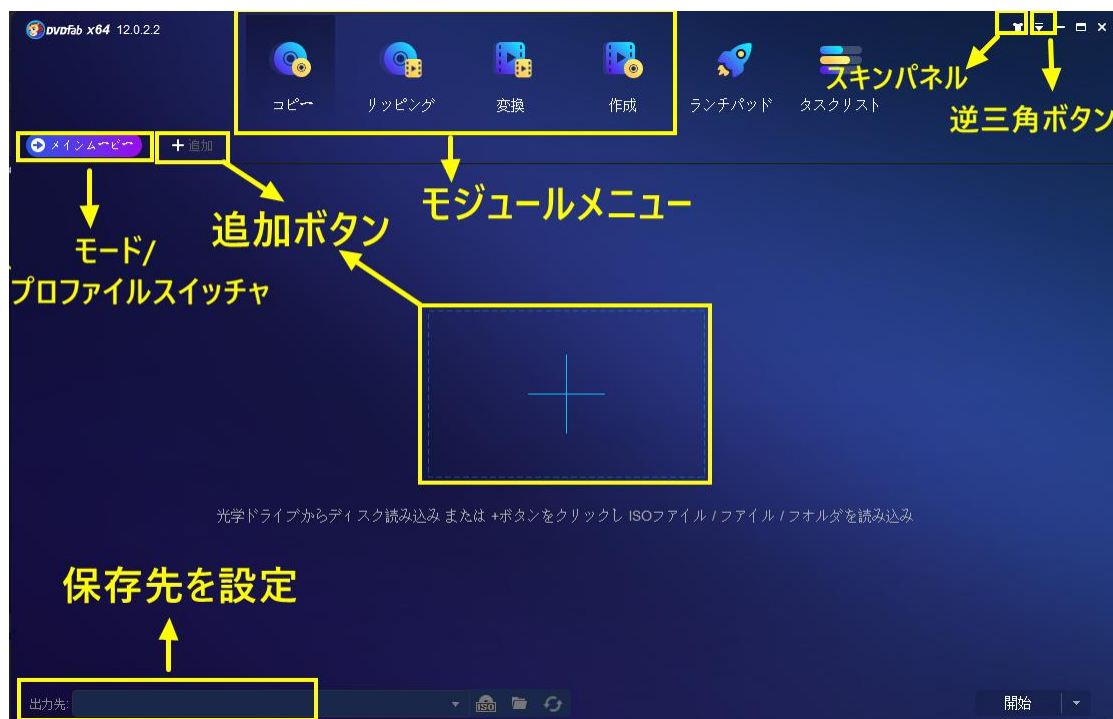 DVDFab x64 12.0.2.2
コピー
リッピング
変換
作成
ランチパッド
タスクリスト
スキンパネル
逆三角ボタン
メインムービー
追加
モジュールメニュー
追加ボタン
モード/
プロファイルスイッチャ
光学ドライブからディスク読み込み または +ボタンをクリックし ISOファイル / ファイル / フォルダを読み込み
保存先を設定
出力先:
ISO
開始